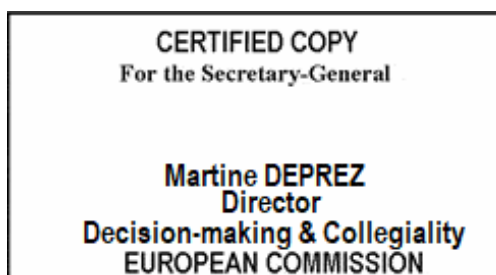 CERTIFIED COPY
For the Secretary-General
Martine DEPREZ
Director
Decision-making & Collegiality
EUROPEAN COMMISSION